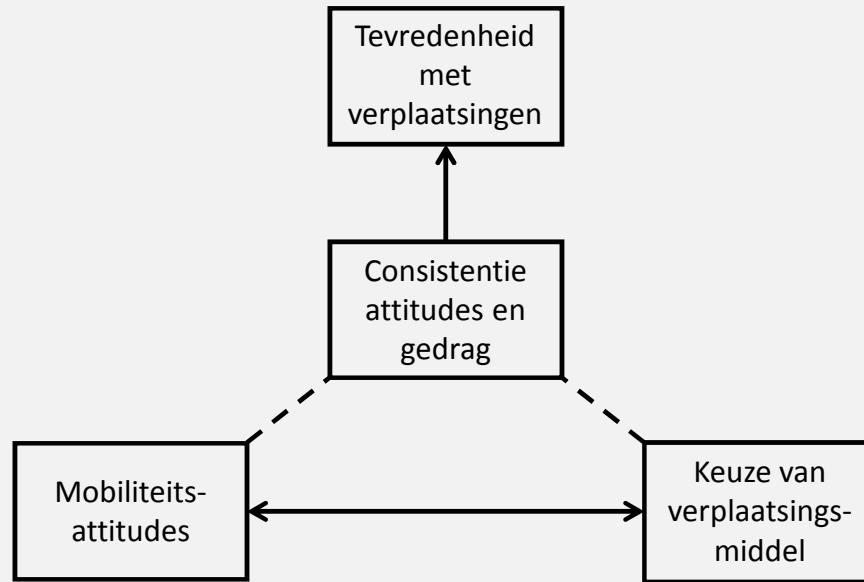 Tevredenheid
met
verplaatsingen
Consistentie
attitudes en
gedrag
Mobiliteits-
attitudes
Keuze van
verplaatsings-
middel